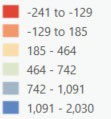 -241 to -129
-129 to 185
185 - 464
464 - 742
742 - 1,091
1,091 - 2,030